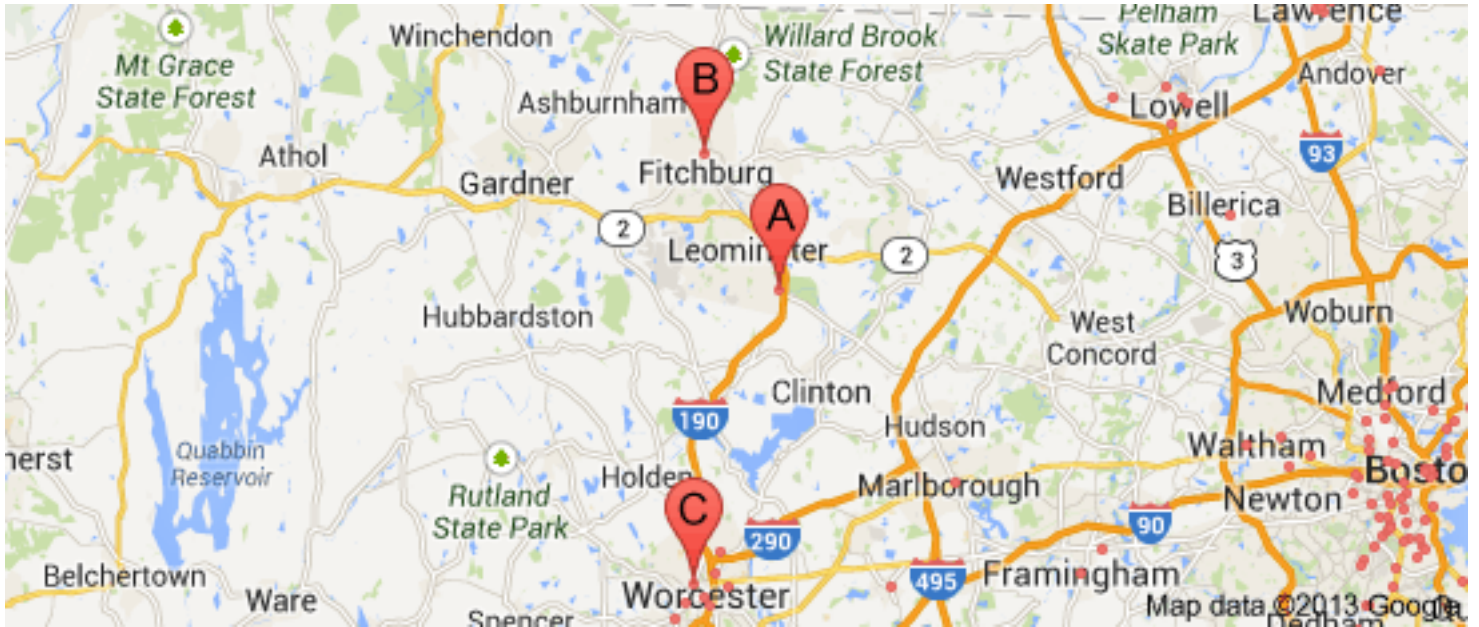 Pelham
Skate Park
Lawrence
Winchendon
Willard Brook
State Forest
Mt Grace
State Forest
Andover
B
Ashburnham
Lowell
93
Athol
Fitchburg
Gardner
Westford
Billerica
A
2
Leominster
2
3
Hubbardston
West
Concord
Woburn
Clinton
Medford
190
Hudson
Quabbin
Reservoir
Waltham
herst
Holden
Bosto
Rutland
State Park
Marlborough
Newton
C
290
90
Belchertown
495
Framingham
Ware
Worcester
Map data ©2013 Google
Spencer
Dedham